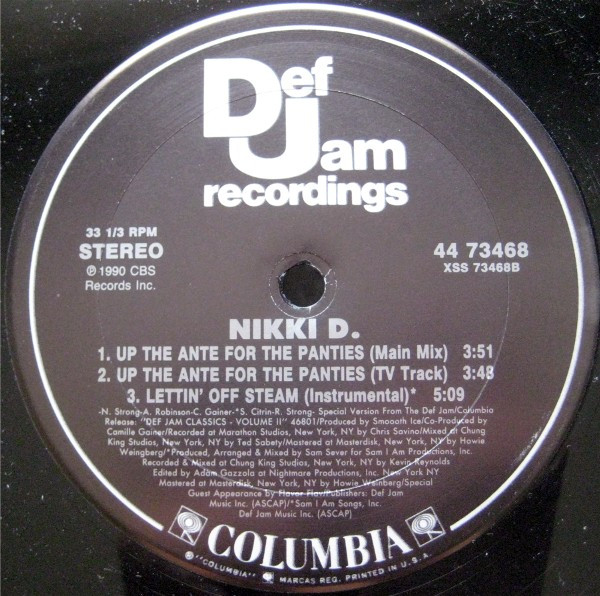 Def
Jam
recordings
33 1/3 RPM
STEREO
℗ 1990 CBS
Records Inc.
44 73468
XSS 73468B
NIKKI D.
1. UP THE ANTE FOR THE PANTIES (Main Mix) 3:51
2. UP THE ANTE FOR THE PANTIES (TV Track) 3:48
3. LETTIN' OFF STEAM (Instrumental)* 5:09
-N. Strong-A. Robinson-C. Gainer-*S. Citrin-R. Strong- Special Version From The Def Jam/Columbia
Release: "DEF JAM CLASSICS - VOLUME II" 46801/Produced by Smoooth Ice/Co-Produced by
Camille Gainer/Recorded at Marathon Studios, New York, NY by Chris Savino/Mixed at Chung
King Studios, New York, NY by Ted Sabety/Mastered at Masterdisk, New York, NY by Howie
Weingberg/*Produced, Arranged & Mixed by Sam Sever for Sam I Am Productions, Inc.
Recorded & Mixed at Chung King Studios, New York, NY by Kevin Reynolds
Edited by Adam Gazzola at Nightmare Productions, Inc. New York NY
Mastered at Masterdisk, New York, NY by Howie Weinberg/Special
Guest Appearance by Flavor Flav/Publishers: Def Jam
Music Inc. (ASCAP)/*Sam I Am Songs, Inc.
Def Jam Music Inc. (ASCAP)
COLUMBIA
® "COLUMBIA" MARCAS REG. PRINTED IN U.S.A.